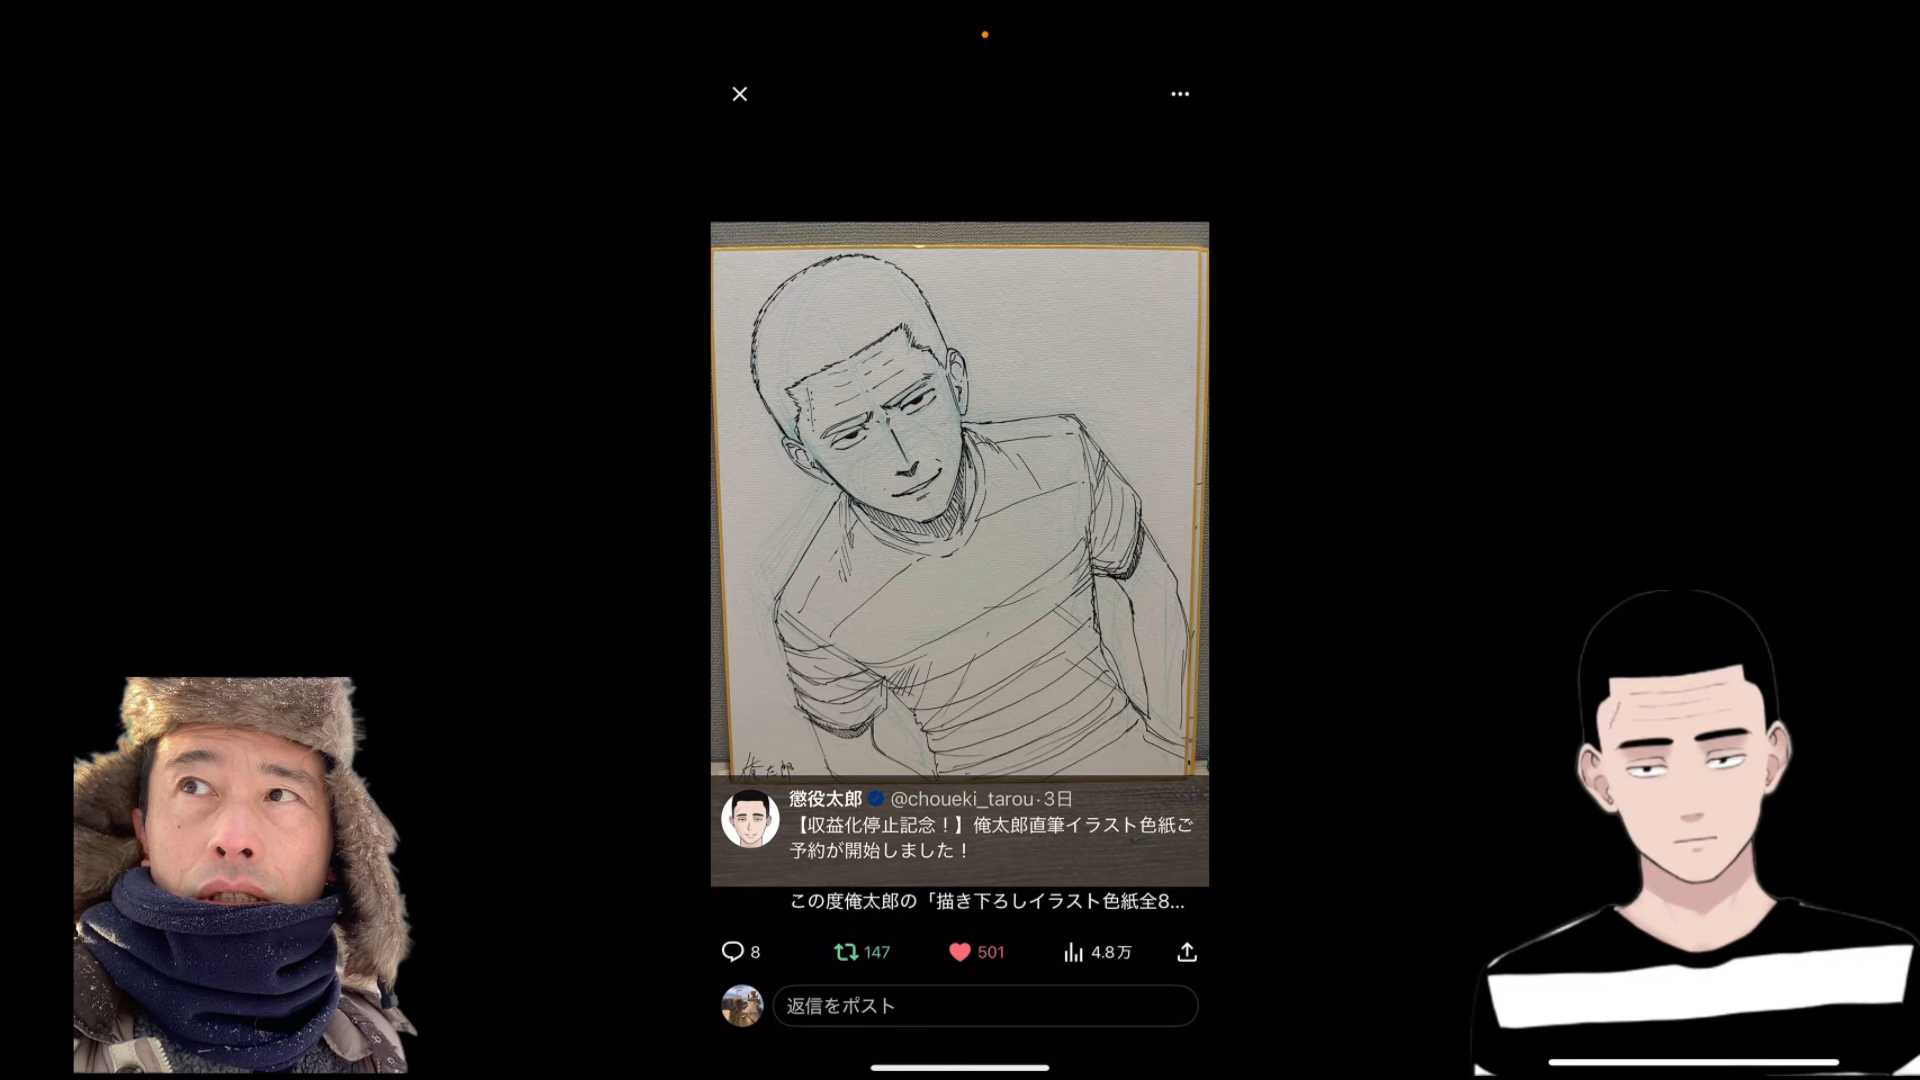 俺太郎
懲役太郎 @choueki_tarou·3日
【収益化停止記念！】俺太郎直筆イラスト色紙ご
予約が開始しました！
この度俺太郎の「描き下ろしイラスト色紙全8...
8 147 501 4.8万
返信をポスト